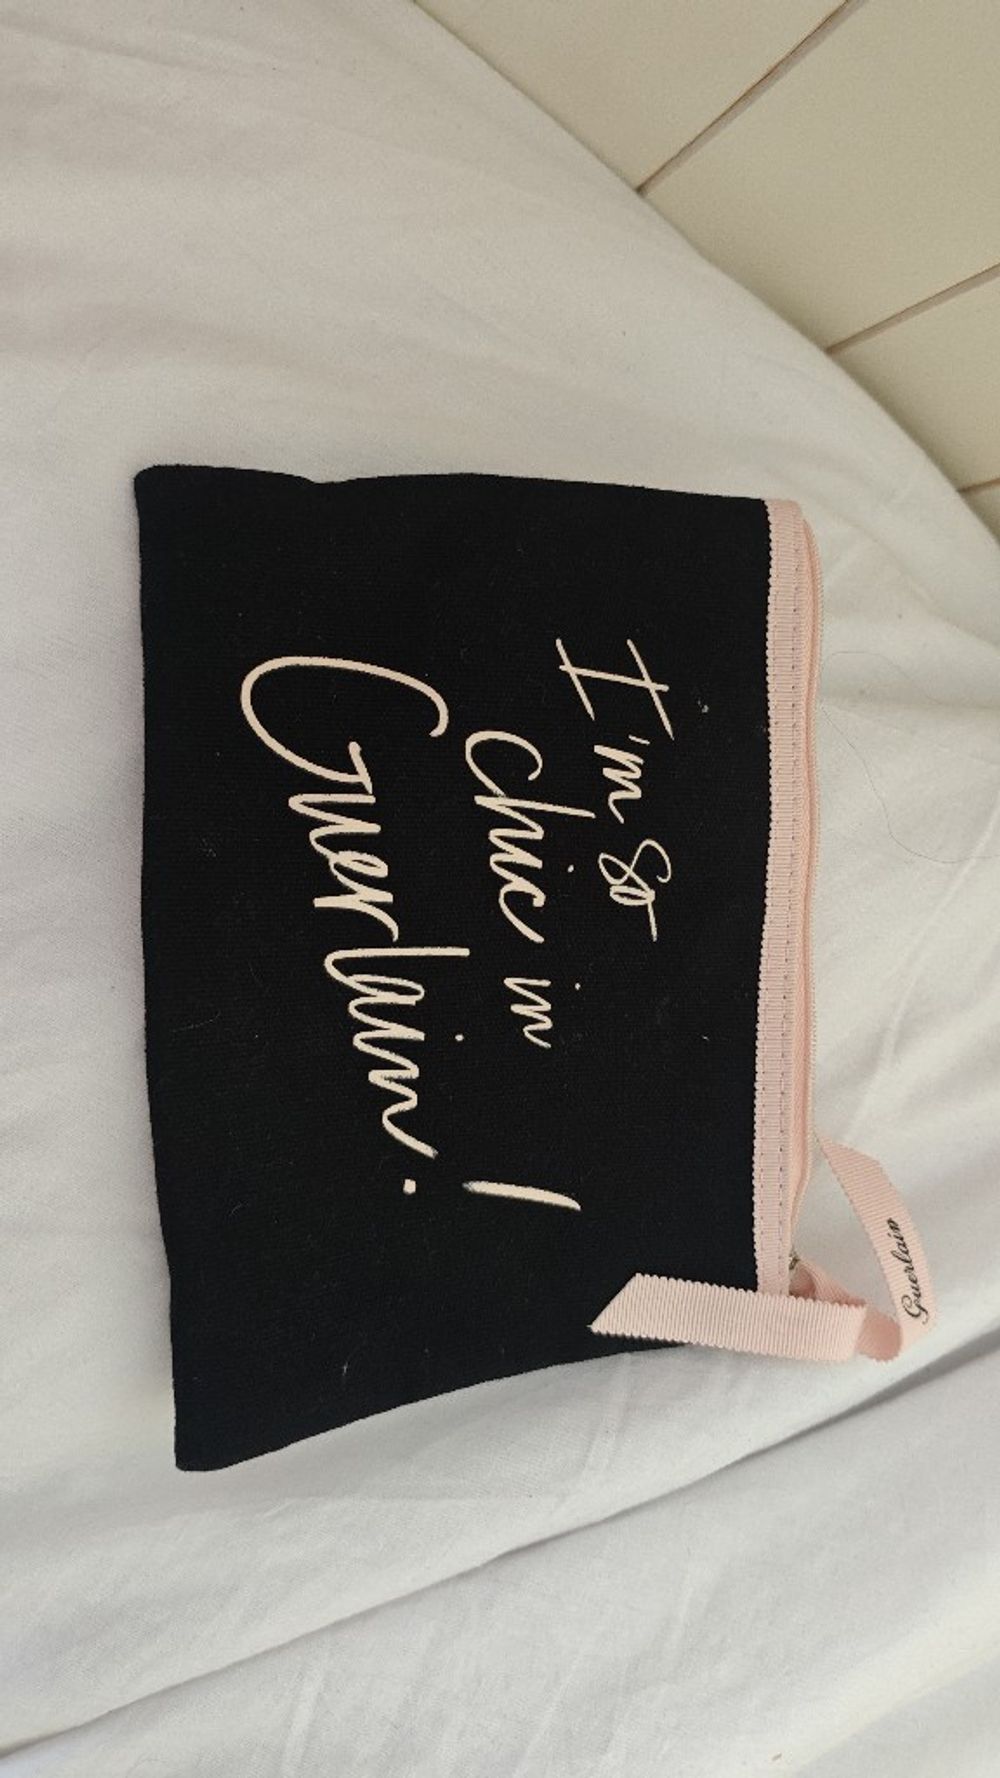 I'm so
chic in
Guerlain!
Guerlain